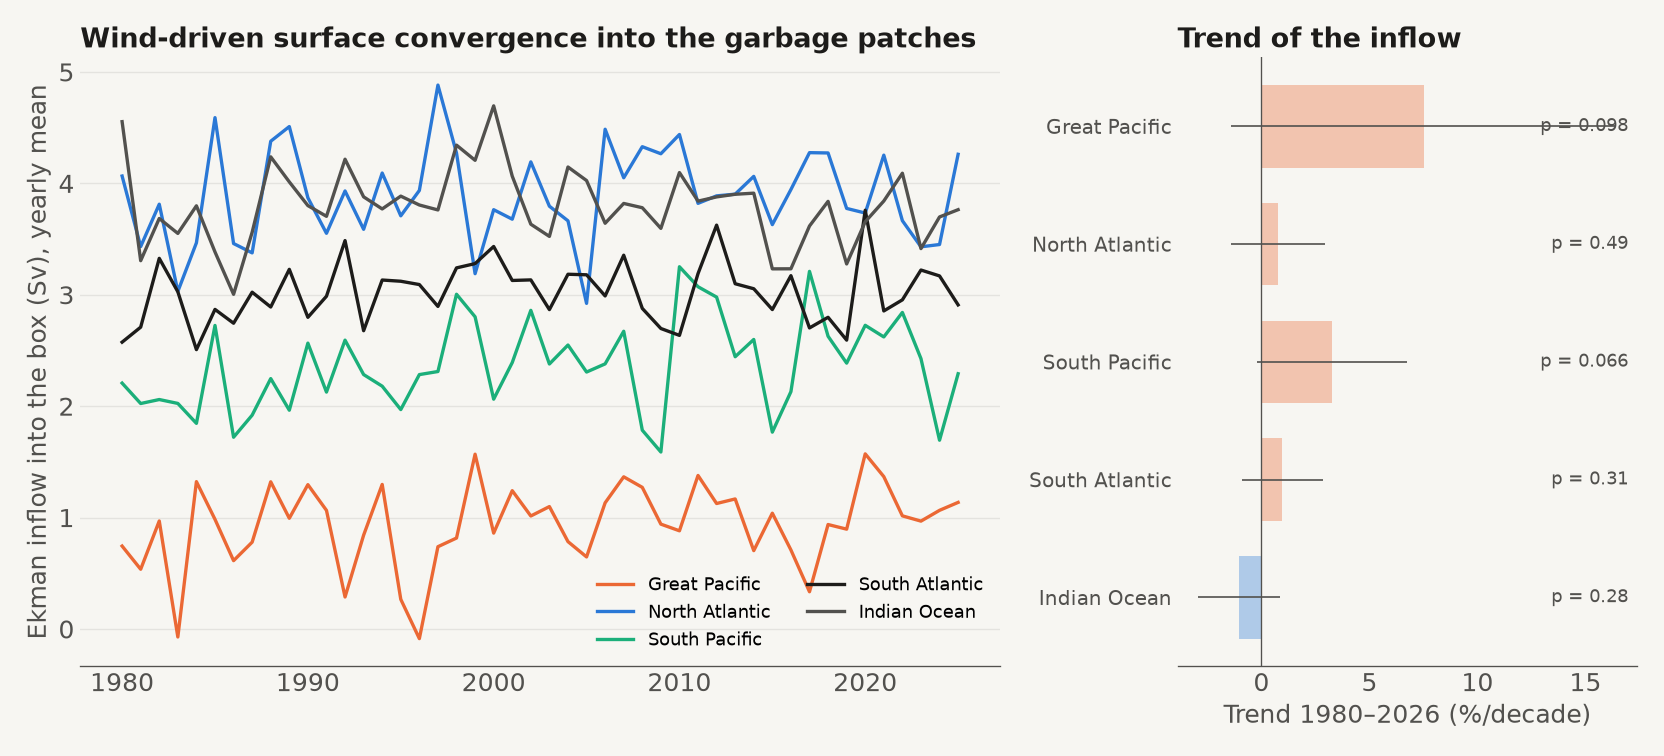 Wind-driven surface convergence into the garbage patches
Ekman inflow into the box (Sv), yearly mean
5
4
3
2
1
0
1980
1990
2000
2010
2020
Great Pacific
North Atlantic
South Pacific
South Atlantic
Indian Ocean
Trend of the inflow
Great Pacific
p = 0.098
North Atlantic
p = 0.49
South Pacific
p = 0.066
South Atlantic
p = 0.31
Indian Ocean
p = 0.28
0
5
10
15
Trend 1980–2026 (%/decade)